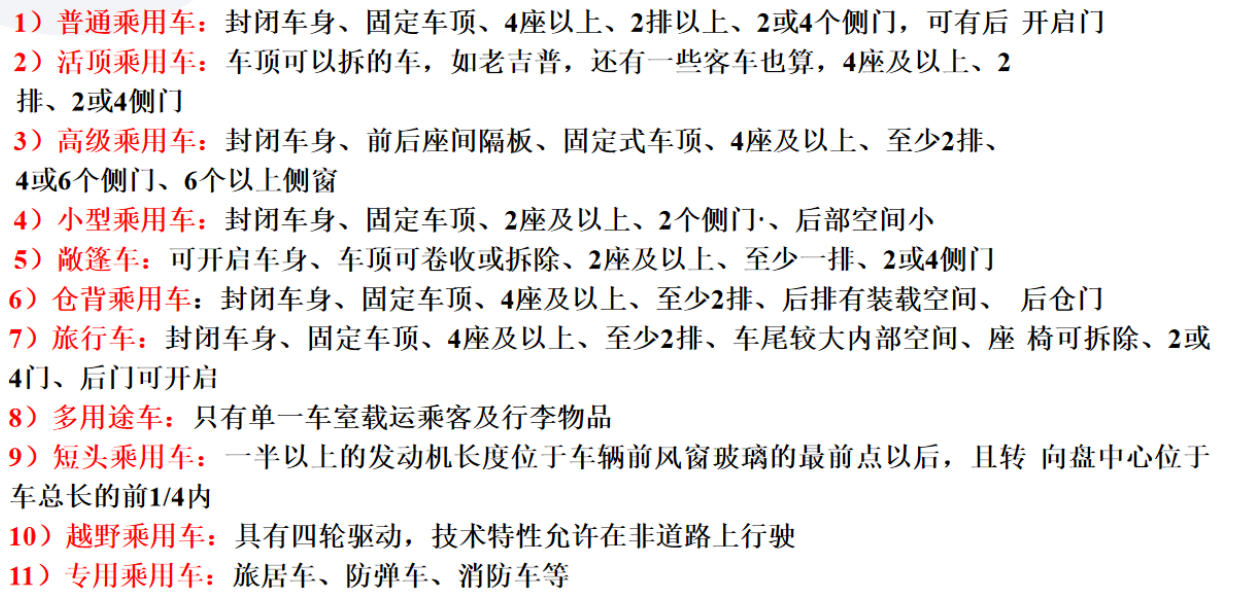 1）普通乘用车：封闭车身、固定车顶、4座以上、2排以上、2或4个侧门，可有后 开启门
2）活顶乘用车：车顶可以拆的车，如老吉普，还有一些客车也算，4座及以上、2
排、2或4侧门
3）高级乘用车：封闭车身、前后座间隔板、固定式车顶、4座及以上、至少2排、
4或6个侧门、6个以上侧窗
4）小型乘用车：封闭车身、固定车顶、2座及以上、2个侧门·、后部空间小
5）敞篷车：可开启车身、车顶可卷收或拆除、2座及以上、至少一排、2或4侧门
6）仓背乘用车：封闭车身、固定车顶、4座及以上、至少2排、后排有装载空间、 后仓门
7）旅行车：封闭车身、固定车顶、4座及以上、至少2排、车尾较大内部空间、座 椅可拆除、2或
4门、后门可开启
8）多用途车：只有单一车室载运乘客及行李物品
9）短头乘用车：一半以上的发动机长度位于车辆前风窗玻璃的最前点以后，且转 向盘中心位于
车总长的前1/4内
10）越野乘用车：具有四轮驱动，技术特性允许在非道路上行驶
11）专用乘用车：旅居车、防弹车、消防车等